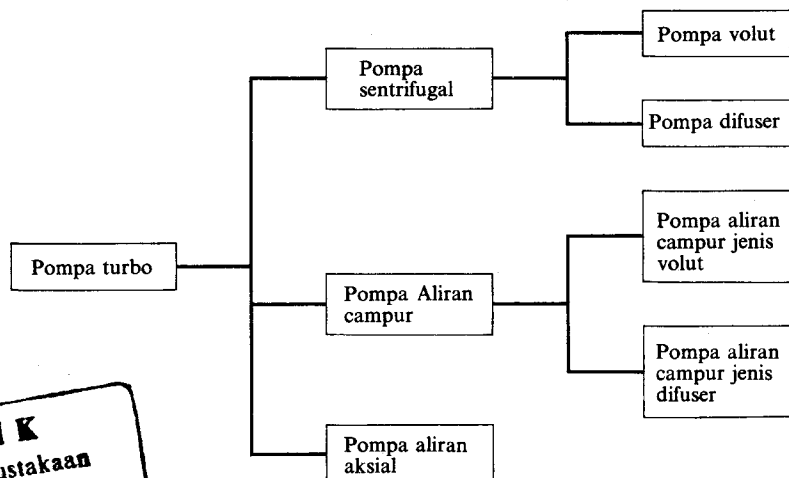 Pompa volut
Pompa
sentrifugal
Pompa difuser
Pompa aliran
campur jenis
volut
Pompa turbo
Pompa Aliran
campur
Pompa aliran
campur jenis
difuser
Pompa aliran
aksial
K